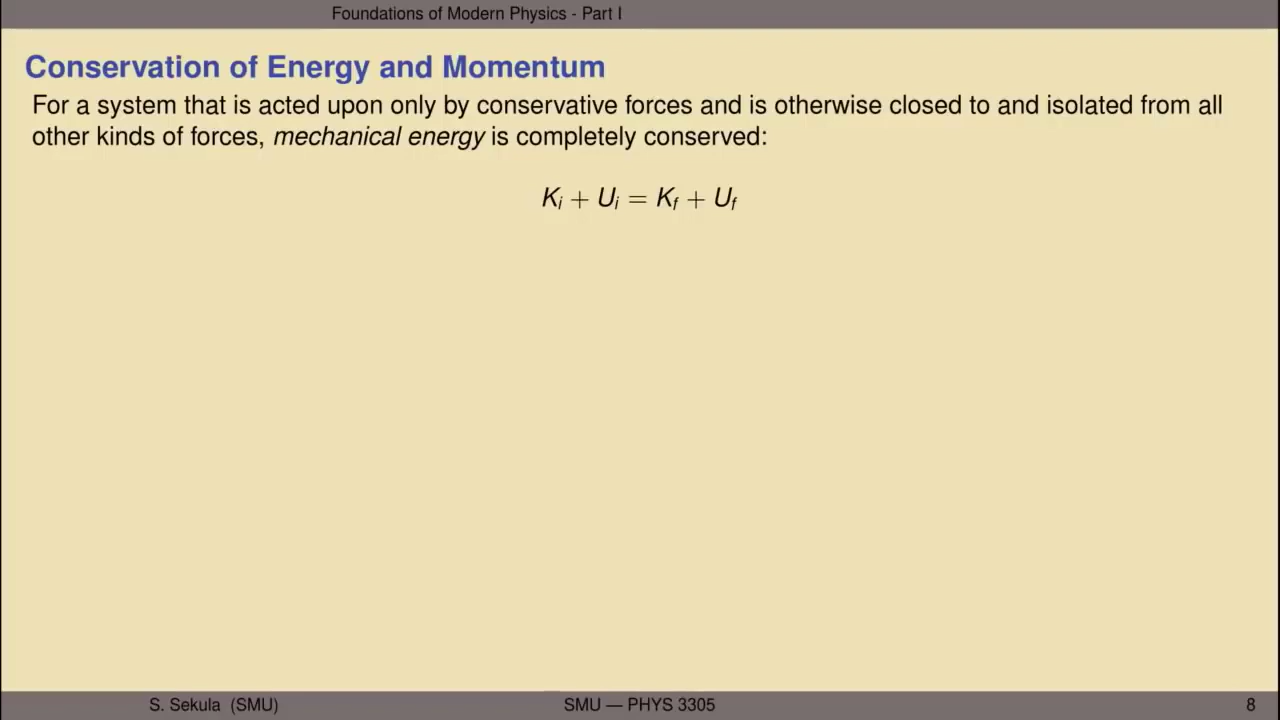 Foundations of Modern Physics - Part I
Conservation of Energy and Momentum
For a system that is acted upon only by conservative forces and is otherwise closed to and isolated from all
other kinds of forces, mechanical energy is completely conserved:
Kᵢ + Uᵢ = K_f + U_f
S. Sekula (SMU) SMU — PHYS 3305 8